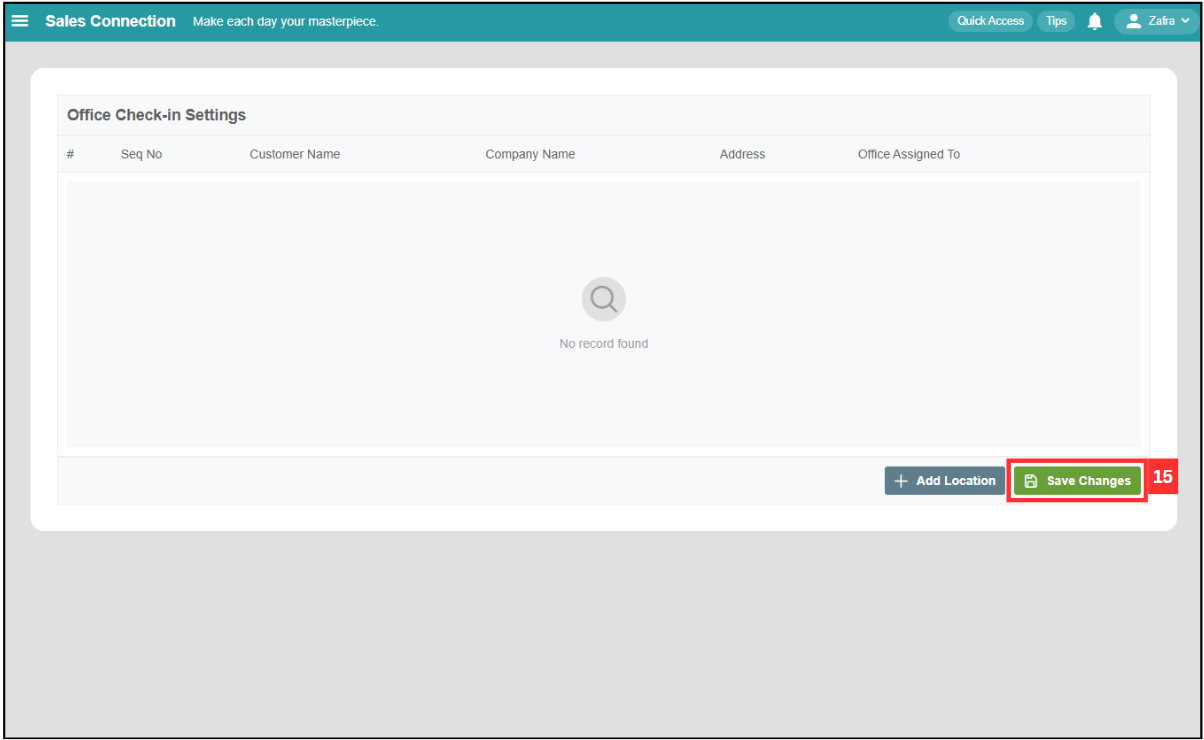 Sales Connection Make each day your masterpiece. Quick Access Tips Zafra
Office Check-in Settings
# Seq No Customer Name Company Name Address Office Assigned To
No record found
Add Location Save Changes 15